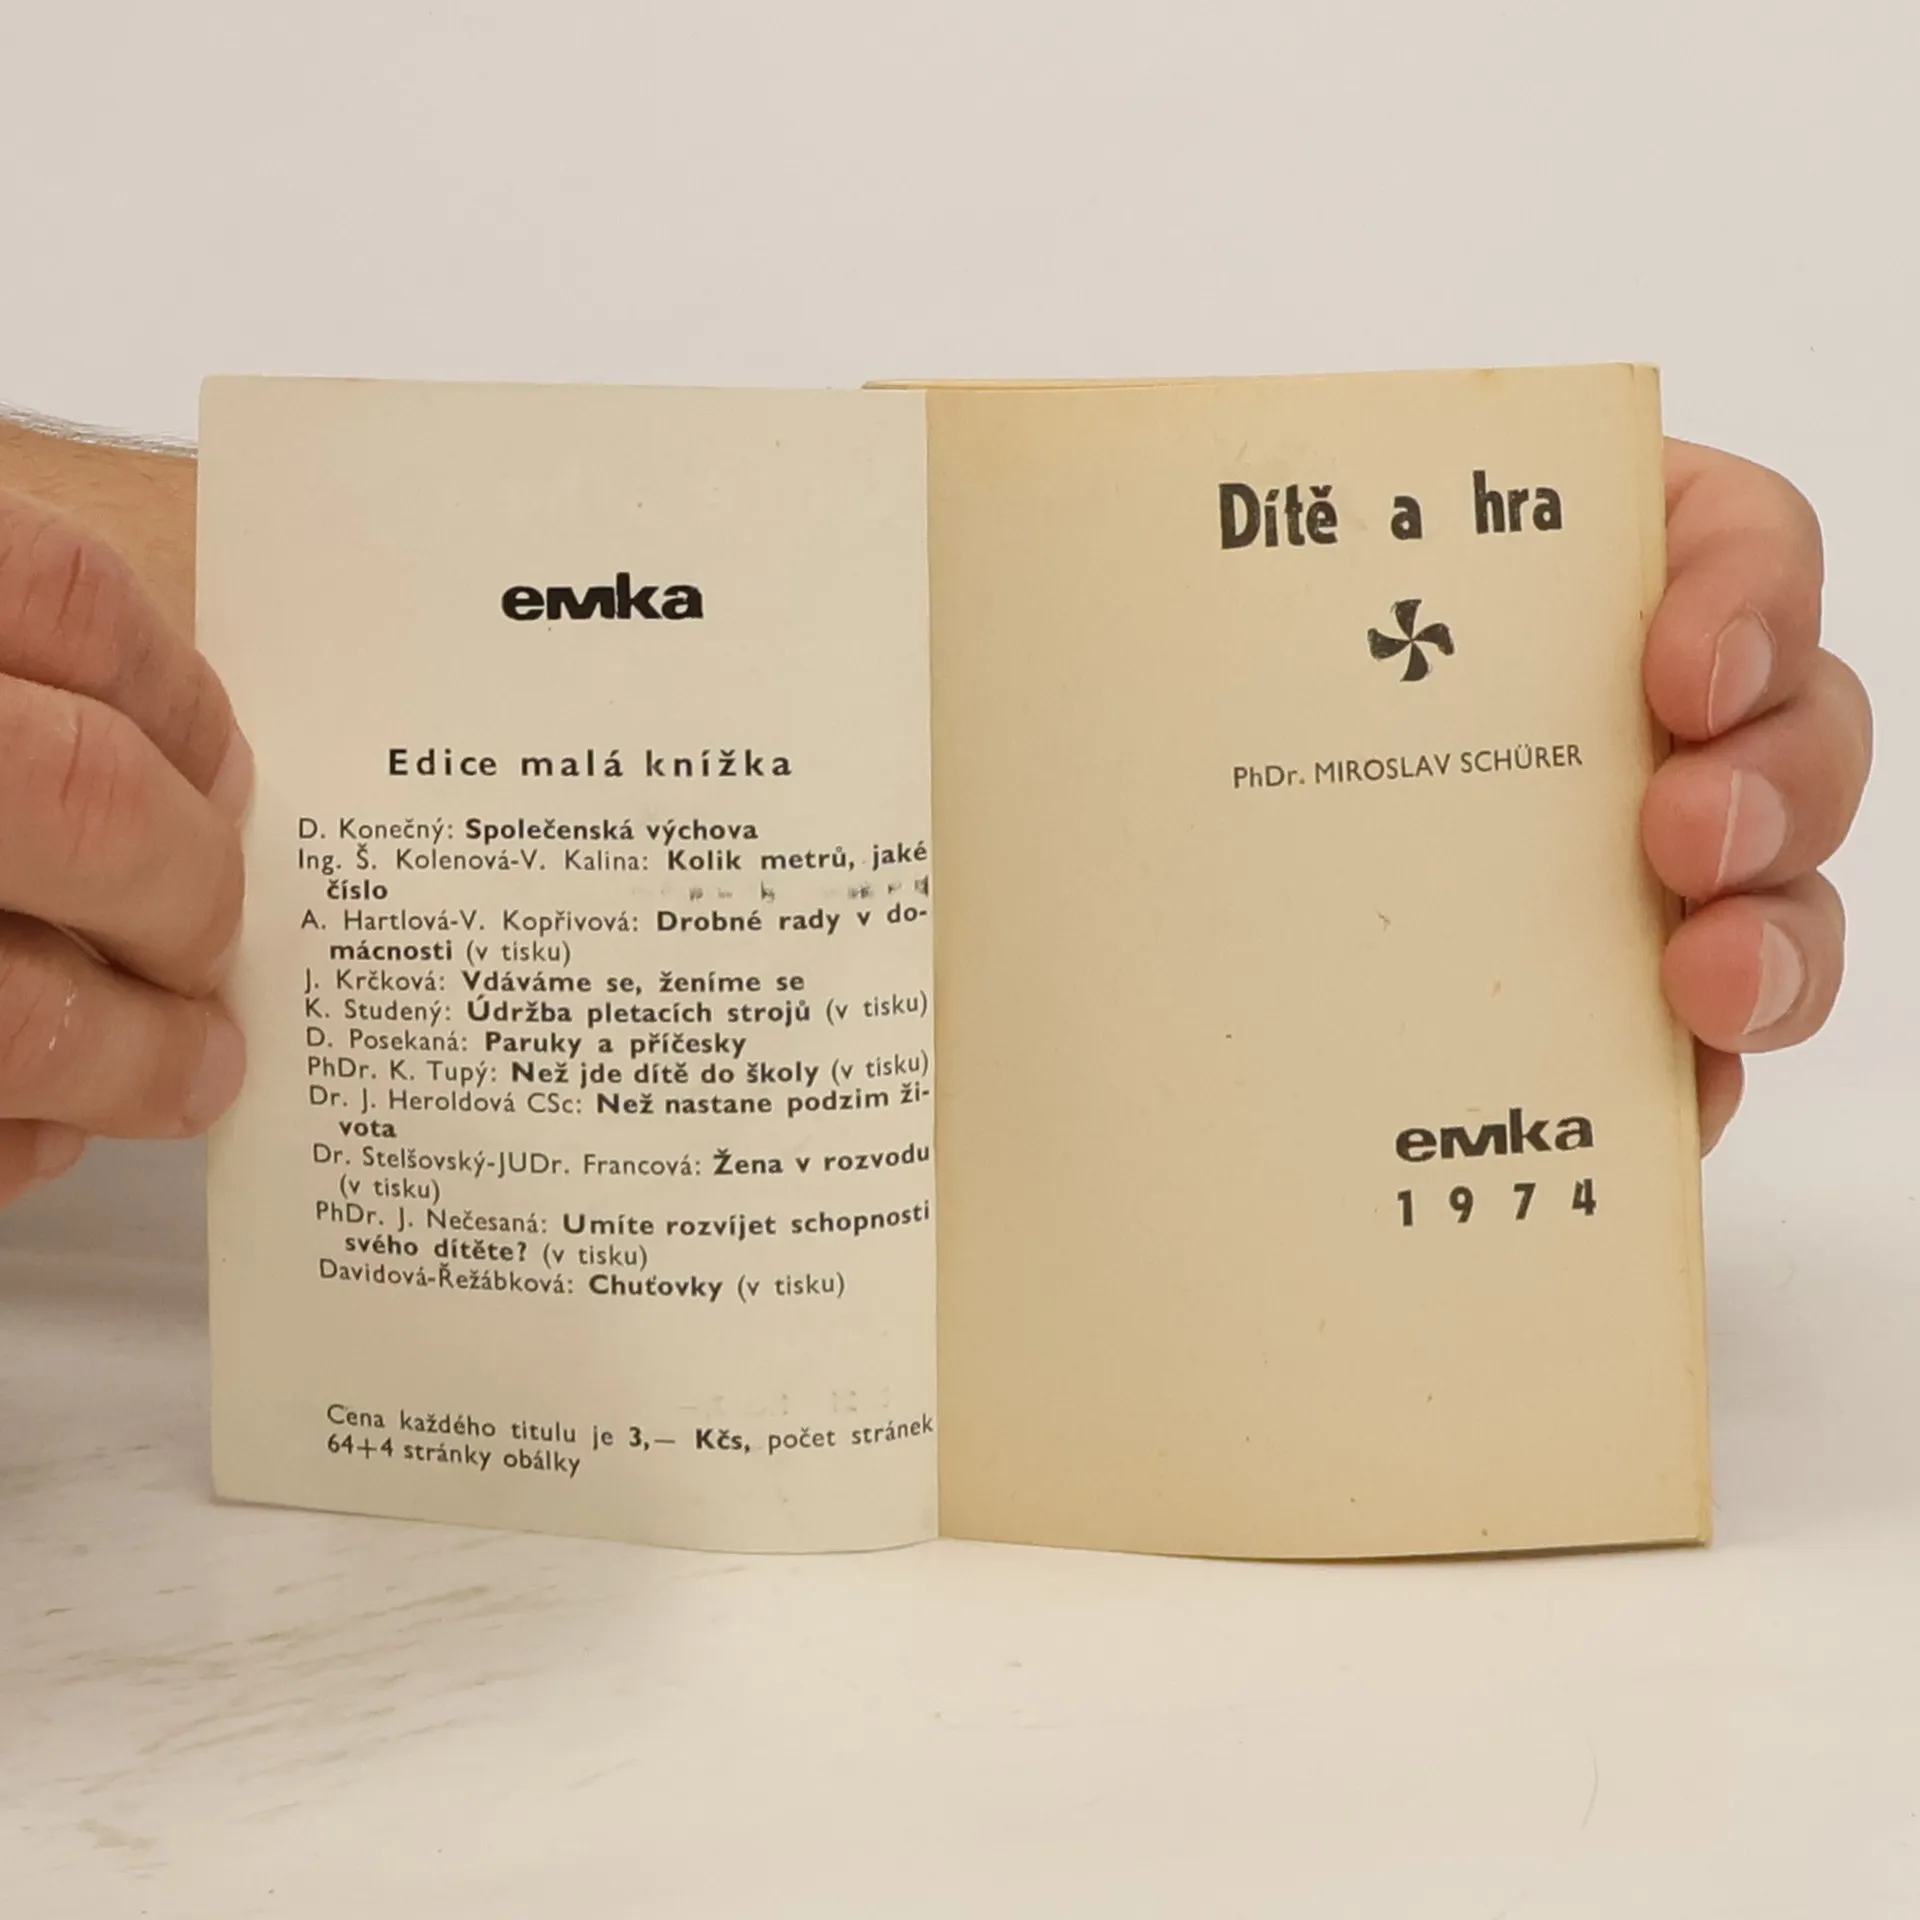 emka
Edice malá knížka
D. Konečný: Společenská výchova
Ing. Š. Kolenová-V. Kalina: Kolik metrů, jaké
číslo
A. Hartlová-V. Kopřivová: Drobné rady v do-
mácnosti (v tisku)
J. Krčková: Vdáváme se, ženíme se
K. Studený: Údržba pletacích strojů (v tisku)
D. Posekaná: Paruky a příčesky
PhDr. K. Tupý: Než jde dítě do školy (v tisku)
Dr. J. Heroldová CSc: Než nastane podzim ži-
vota
Dr. Stelšovský-JUDr. Francová: Žena v rozvodu
(v tisku)
PhDr. J. Nečesaná: Umíte rozvíjet schopnosti
svého dítěte? (v tisku)
Davidová-Řežábková: Chuťovky (v tisku)
Cena každého titulu je 3,— Kčs, počet stránek
64+4 stránky obálky
Dítě a hra
PhDr. MIROSLAV SCHÜRER
emka
1974